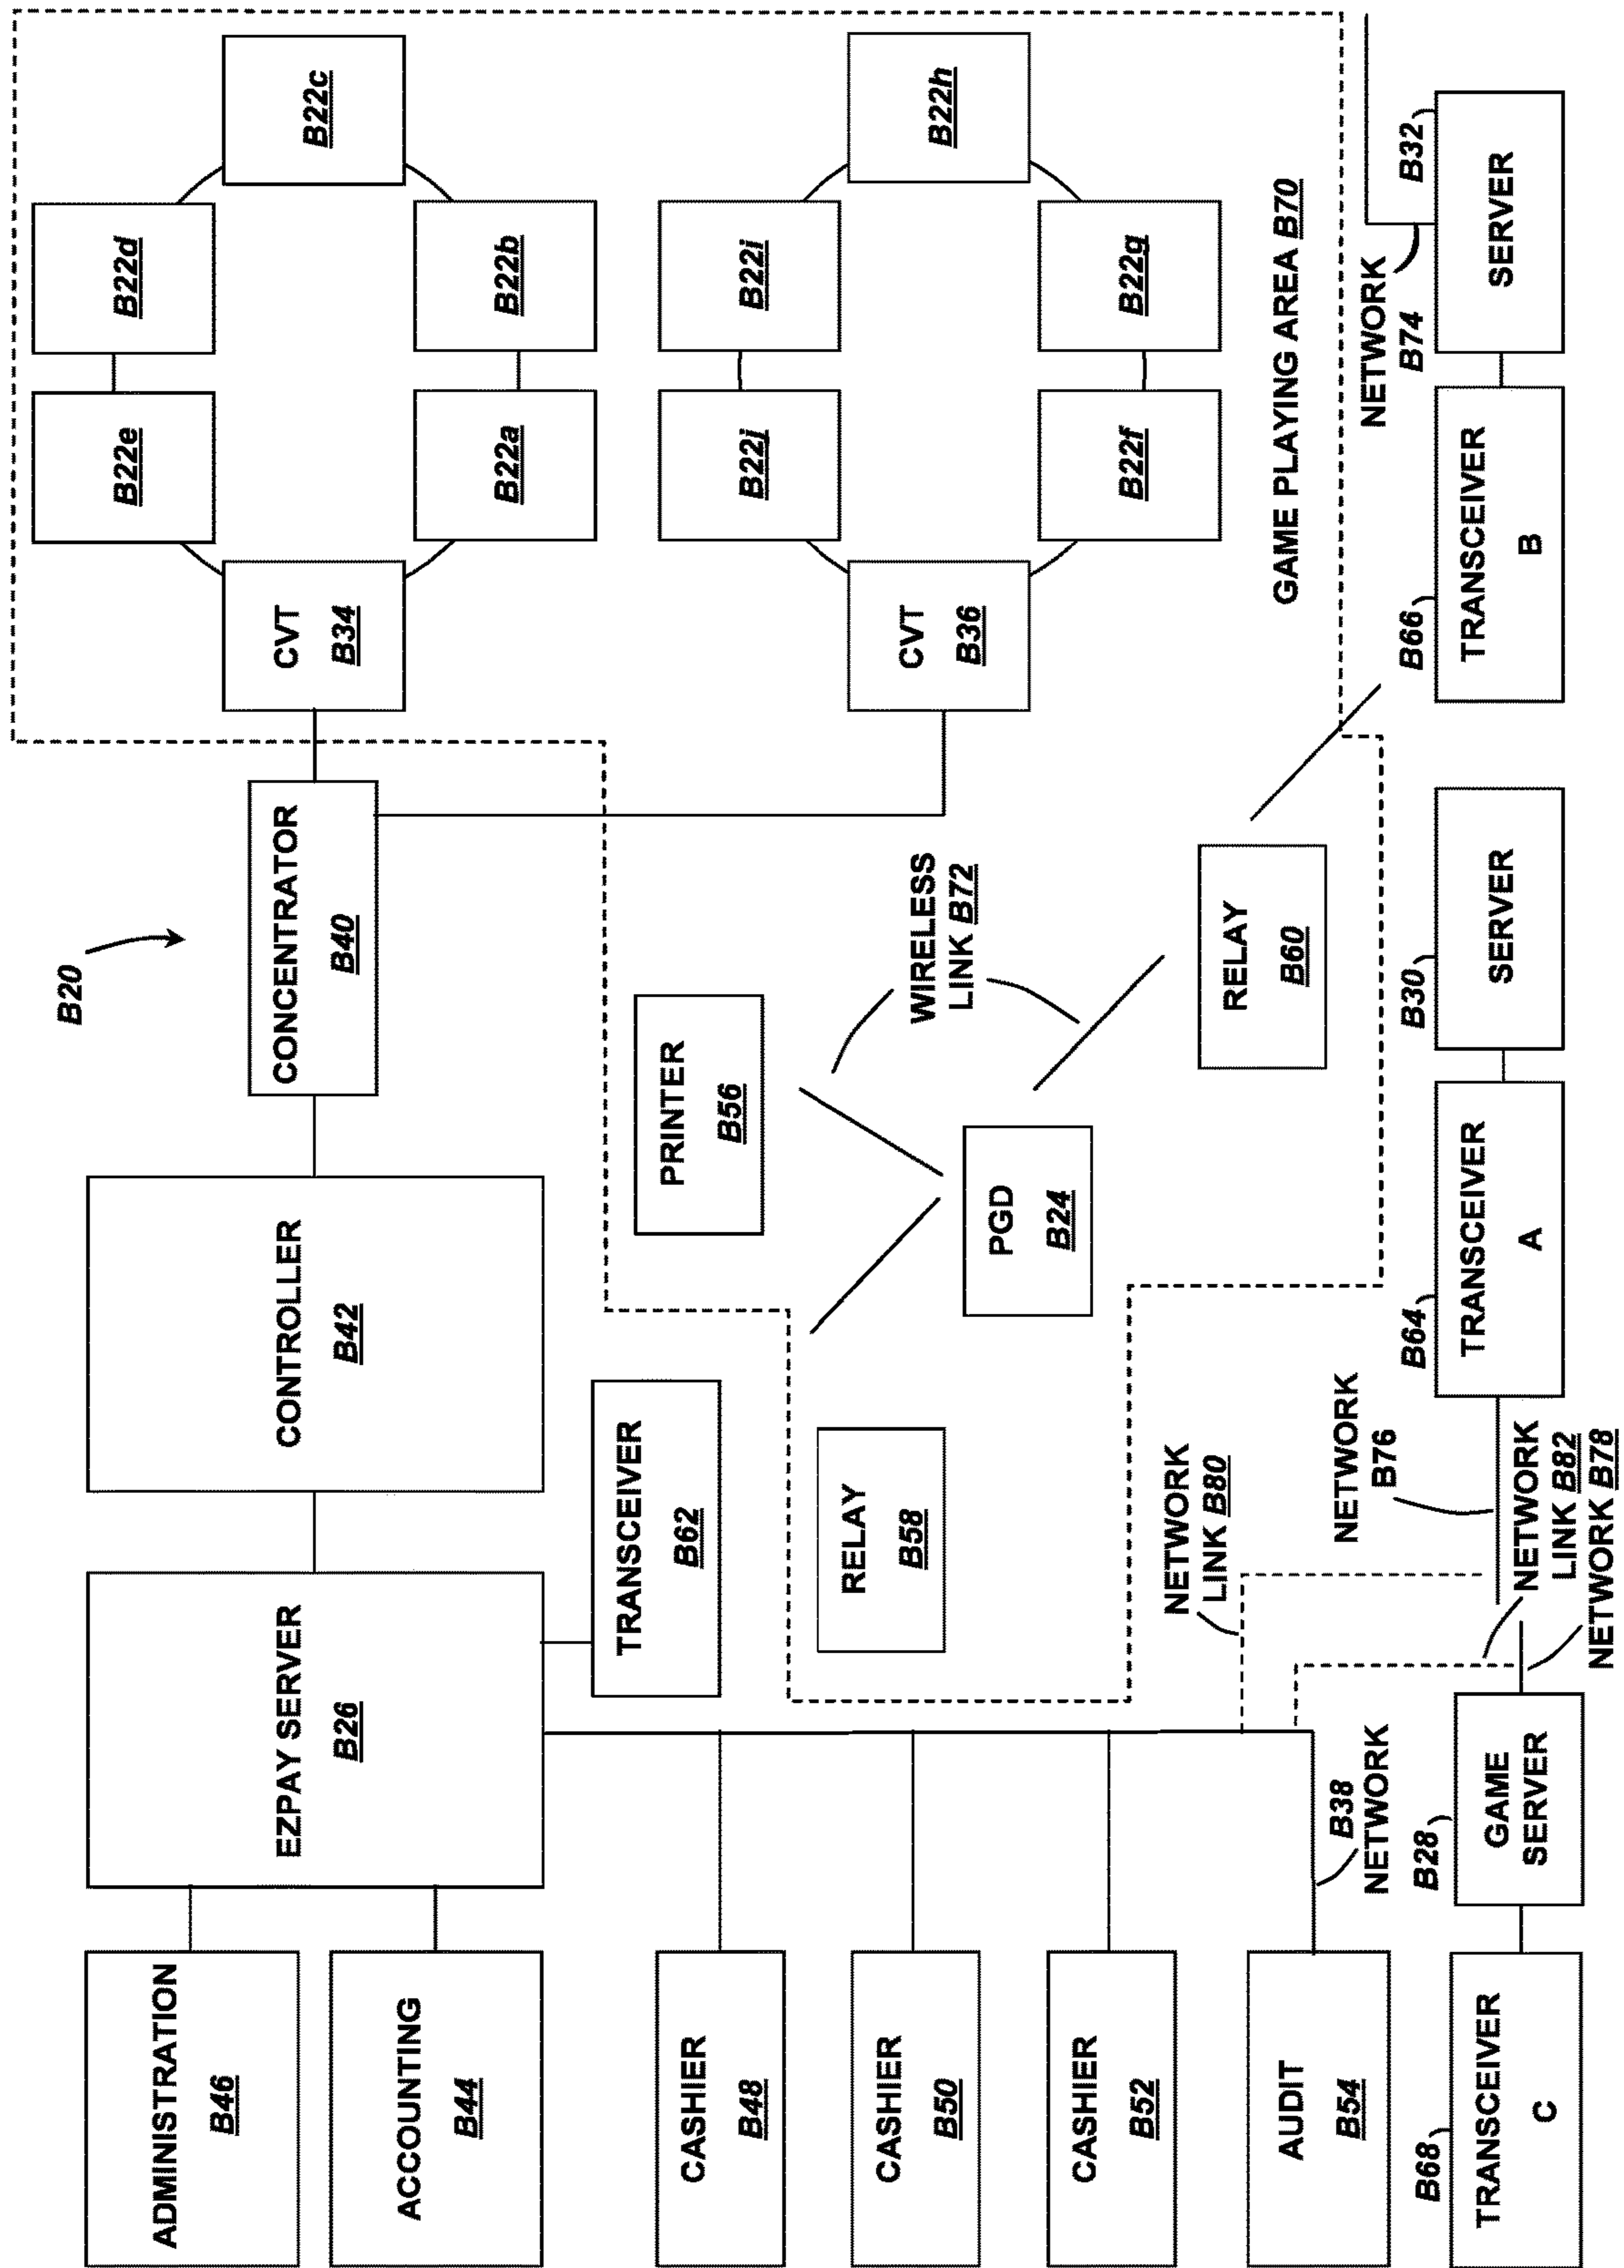 B20
ADMINISTRATION
B46
ACCOUNTING
B44
EZPAY SERVER
B26
CONTROLLER
B42
CONCENTRATOR
B40
CVT
B34
B22e
B22d
B22c
B22a
B22b
CASHIER
B48
TRANSCEIVER
B62
PRINTER
B56
CASHIER
B50
RELAY
B58
PGD
B24
WIRELESS
LINK B72
CVT
B36
B22j
B22i
B22h
B22f
B22g
CASHIER
B52
NETWORK
LINK B80
RELAY
B60
GAME PLAYING AREA B70
AUDIT
B54
B38
NETWORK
NETWORK
B76
NETWORK
B74
B68
TRANSCEIVER
C
B28
GAME
SERVER
NETWORK
LINK B82
NETWORK B78
B64
TRANSCEIVER
A
B30
SERVER
B66
TRANSCEIVER
B
B32
SERVER